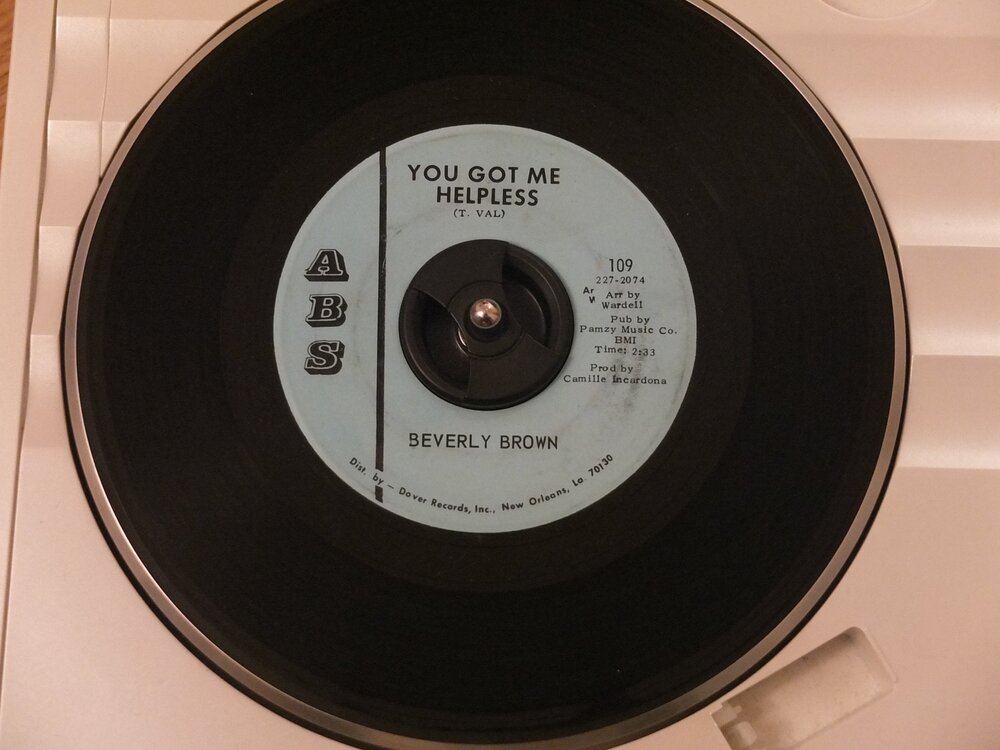 YOU GOT ME
HELPLESS
(T. VAL)
A
B
S
109
227-2074
Ar
W
Arr by
Wardell
Pub by
Pamzy Music Co.
BMI
Time: 2:33
Prod by
Camille Incardona
BEVERLY BROWN
Dist. by – Dover Records, Inc., New Orleans, La 70130